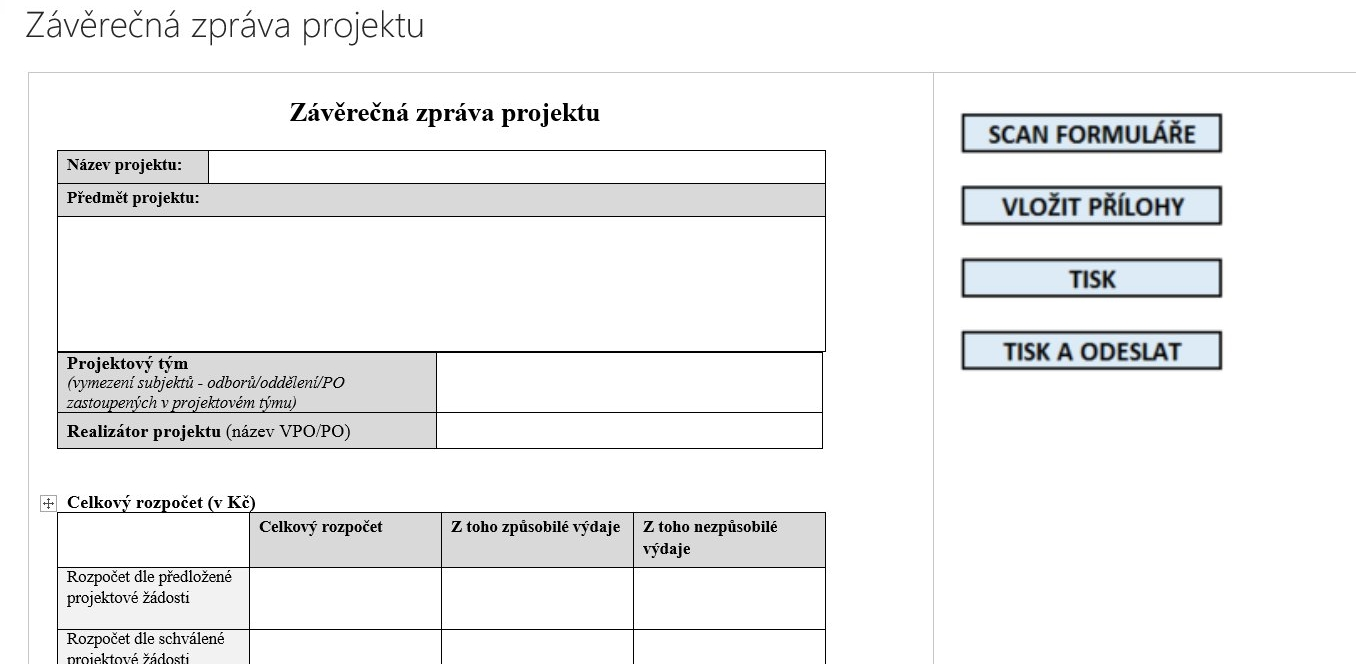 Závěrečná zpráva projektu
Závěrečná zpráva projektu
Název projektu:
Předmět projektu:
Projektový tým
(vymezení subjektů - odborů/oddělení/PO
zastoupených v projektovém týmu)
Realizátor projektu (název VPO/PO)
Celkový rozpočet (v Kč)
Celkový rozpočet
Z toho způsobilé výdaje
Z toho nezpůsobilé
výdaje
Rozpočet dle předložené
projektové žádosti
Rozpočet dle schválené
projektové žádosti
SCAN FORMULÁŘE
VLOŽIT PŘÍLOHY
TISK
TISK A ODESLAT